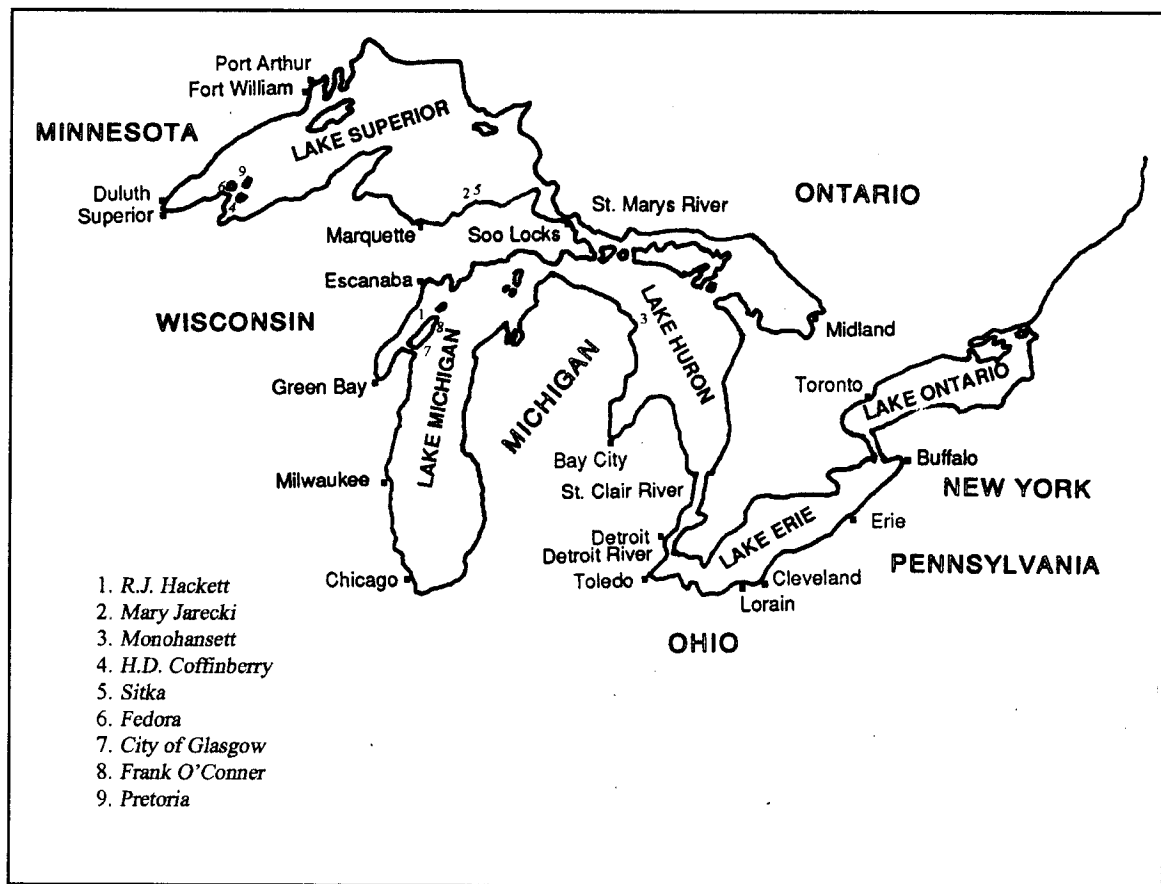 Port Arthur
Fort William
MINNESOTA
LAKE SUPERIOR
9
6
4
Duluth
Superior
2 5
ONTARIO
St. Marys River
Marquette
Soo Locks
Escanaba
WISCONSIN
1
8
7
3
LAKE HURON
Midland
Green Bay
LAKE MICHIGAN
MICHIGAN
Toronto
LAKE ONTARIO
Bay City
Buffalo
Milwaukee
St. Clair River
NEW YORK
LAKE ERIE
Erie
Detroit
Detroit River
PENNSYLVANIA
Chicago
Toledo
Cleveland
Lorain
OHIO
1. R.J. Hackett
2. Mary Jarecki
3. Monohansett
4. H.D. Coffinberry
5. Sitka
6. Fedora
7. City of Glasgow
8. Frank O'Conner
9. Pretoria